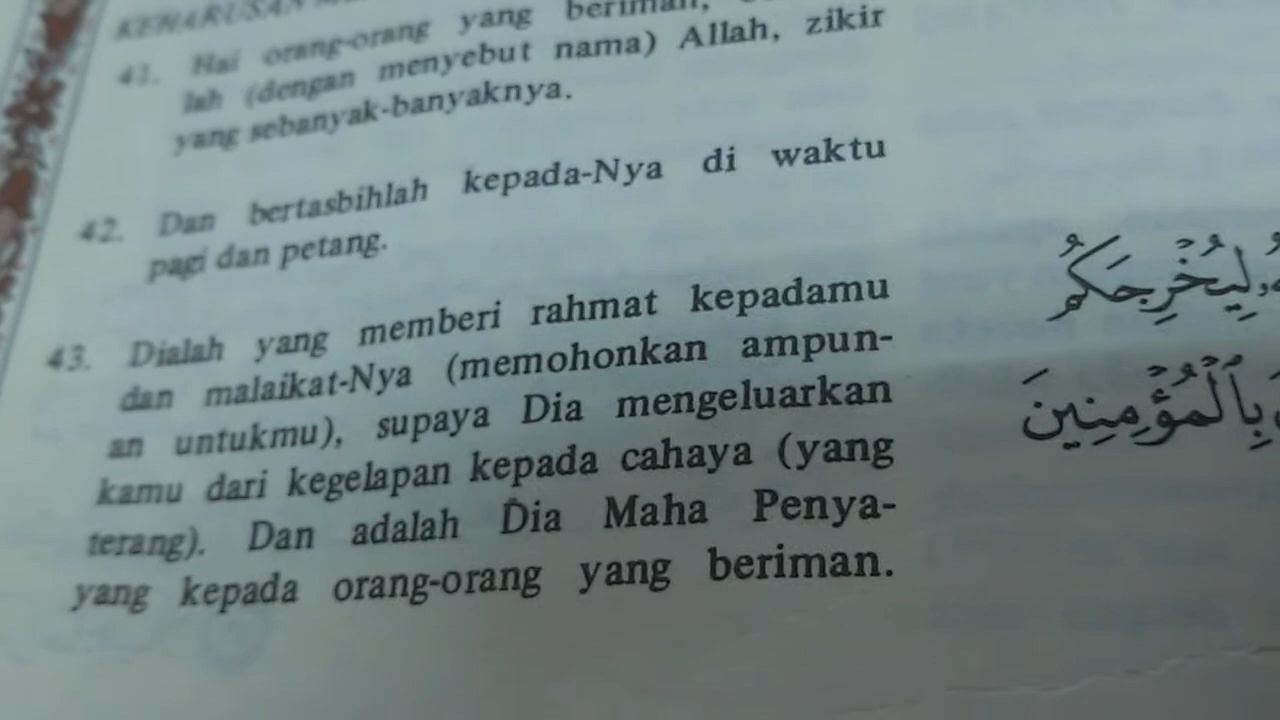 KEHARUSAN
41. Hai orang-orang yang beriman,
lah (dengan menyebut nama) Allah, zikir
yang sebanyak-banyaknya.
42. Dan bertasbihlah kepada-Nya di waktu
pagi dan petang.
43. Dialah yang memberi rahmat kepadamu
dan malaikat-Nya (memohonkan ampun-
an untukmu), supaya Dia mengeluarkan
kamu dari kegelapan kepada cahaya (yang
terang). Dan adalah Dia Maha Penya-
yang kepada orang-orang yang beriman.
لِيُخْرِجَكُمْ
بِالْمُؤْمِنِينَ